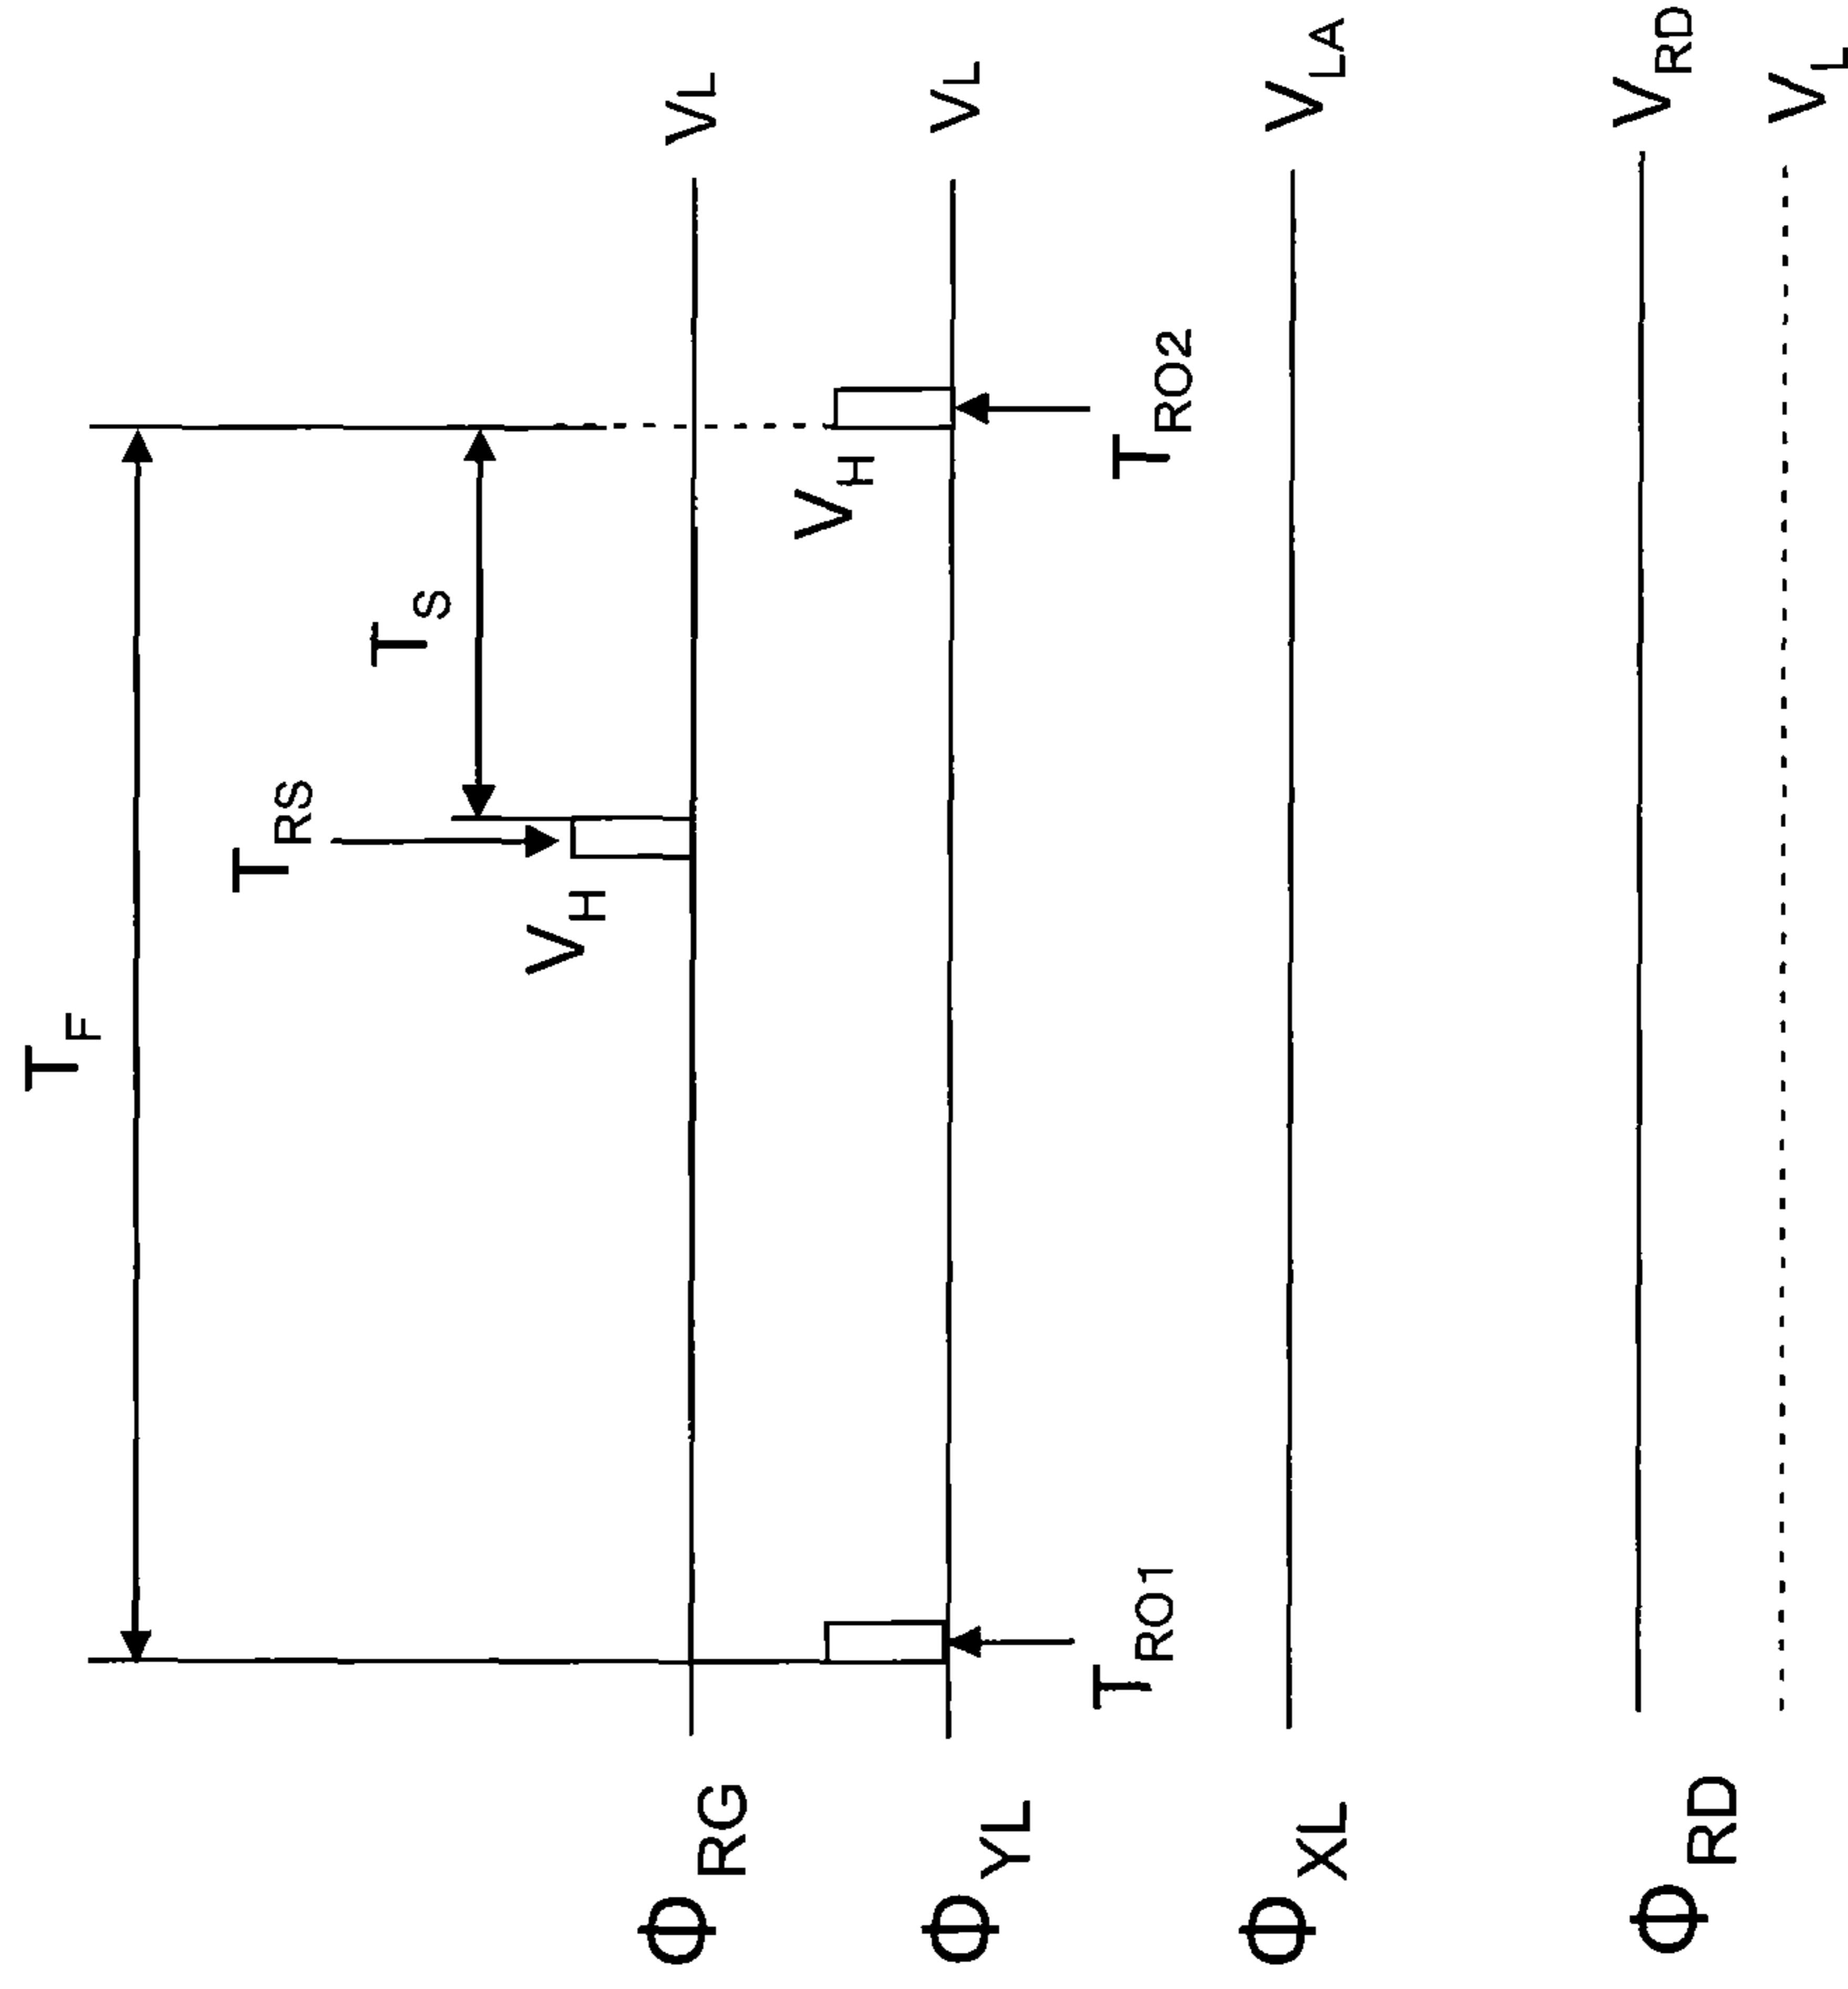 TF
TRS
TS
VH
ΦRG
VL
VH
ΦYL
VL
TRO1
TRO2
ΦXL
VLA
ΦRD
VRD
VL